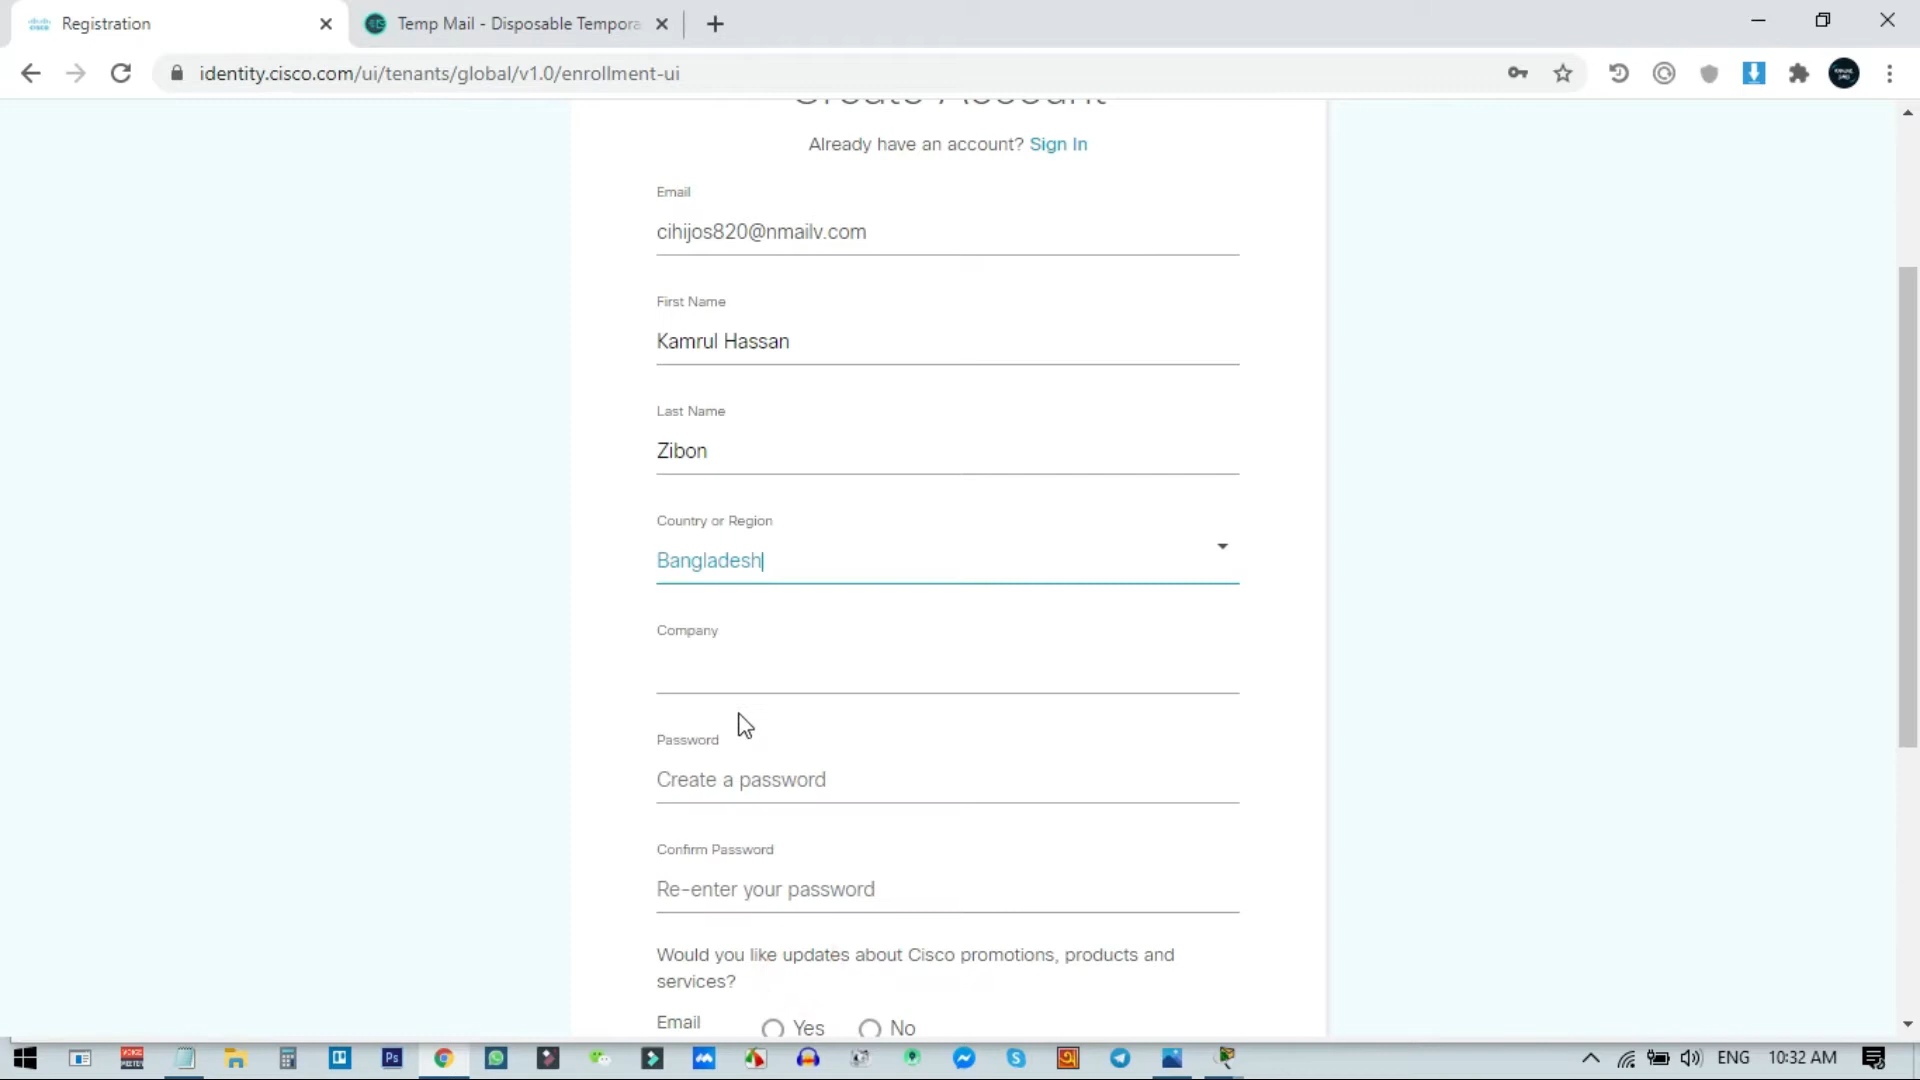 Registration
Temp Mail - Disposable Tempora
identity.cisco.com/ui/tenants/global/v1.0/enrollment-ui
Create Account
Already have an account? Sign In
Email
cihijos820@nmailv.com
First Name
Kamrul Hassan
Last Name
Zibon
Country or Region
Bangladesh
Company
Password
Create a password
Confirm Password
Re-enter your password
Would you like updates about Cisco promotions, products and
services?
Email Yes No
Ps
ENG 10:32 AM